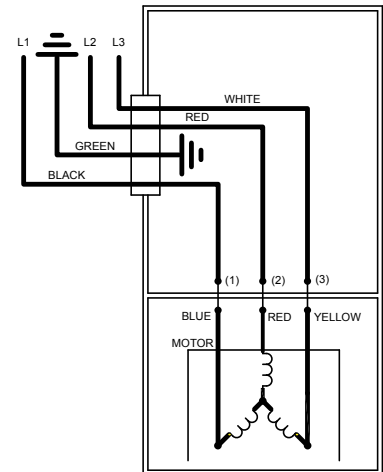 L1 L2 L3
WHITE
RED
GREEN
BLACK
(1) (2) (3)
BLUE RED YELLOW
MOTOR